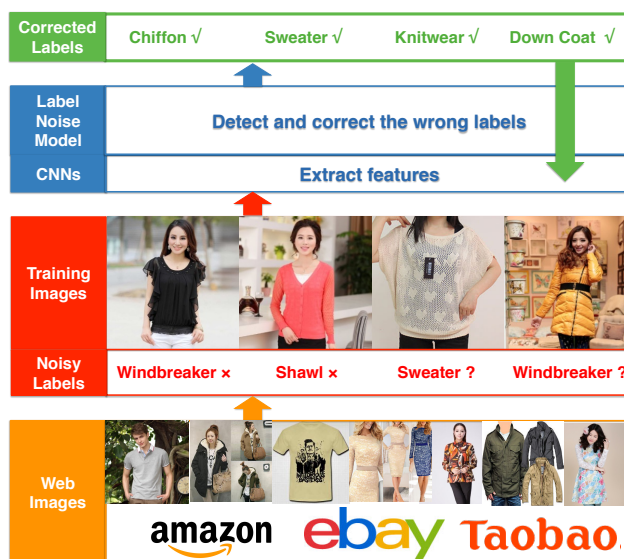 Corrected
Labels
Chiffon √ Sweater √ Knitwear √ Down Coat √
Label
Noise
Model
Detect and correct the wrong labels
CNNs
Extract features
Training
Images
Noisy
Labels
Windbreaker × Shawl × Sweater ? Windbreaker ?
Web
Images
amazon ebay Taobao.